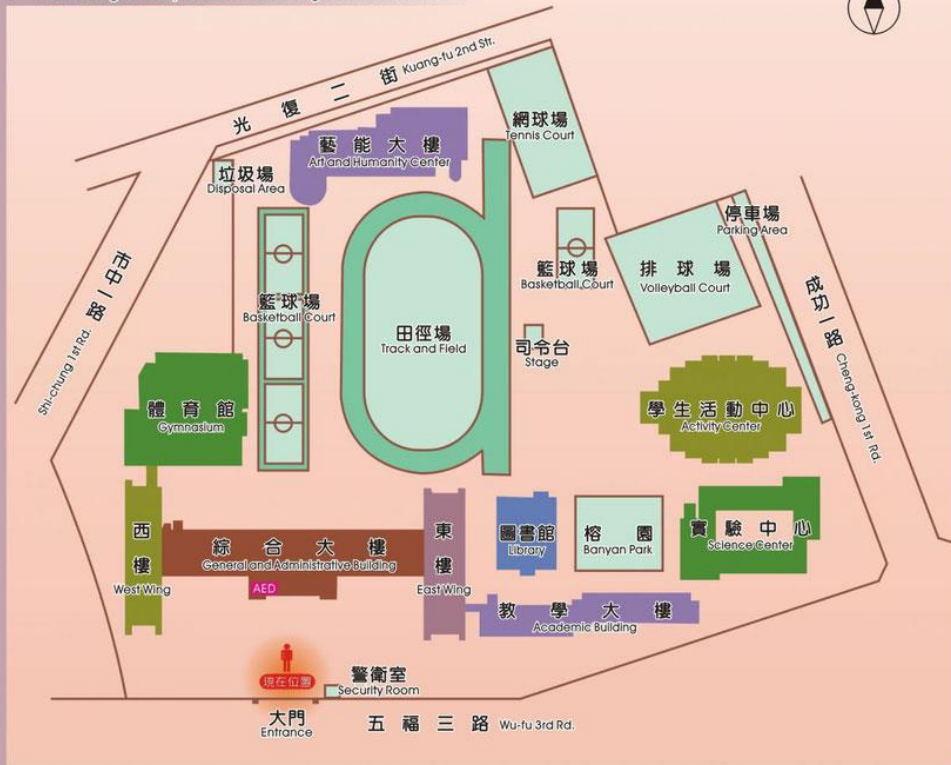 光復二街 Kuang-fu 2nd Str.
網球場
Tennis Court
藝能大樓
Art and Humanity Center
垃圾場
Disposal Area
停車場
Parking Area
市中一路 Shi-chung 1st Rd.
籃球場
Basketball Court
籃球場
Basketball Court
排球場
Volleyball Court
成功一路 Cheng-kong 1st Rd.
田徑場
Track and Field
司令台
Stage
體育館
Gymnasium
學生活動中心
Activity Center
西樓
West Wing
綜合大樓
General and Administrative Building
AED
東樓
East Wing
圖書館
Library
榕園
Banyan Park
實驗中心
Science Center
教學大樓
Academic Building
現在位置
警衛室
Security Room
大門
Entrance
五福三路 Wu-fu 3rd Rd.